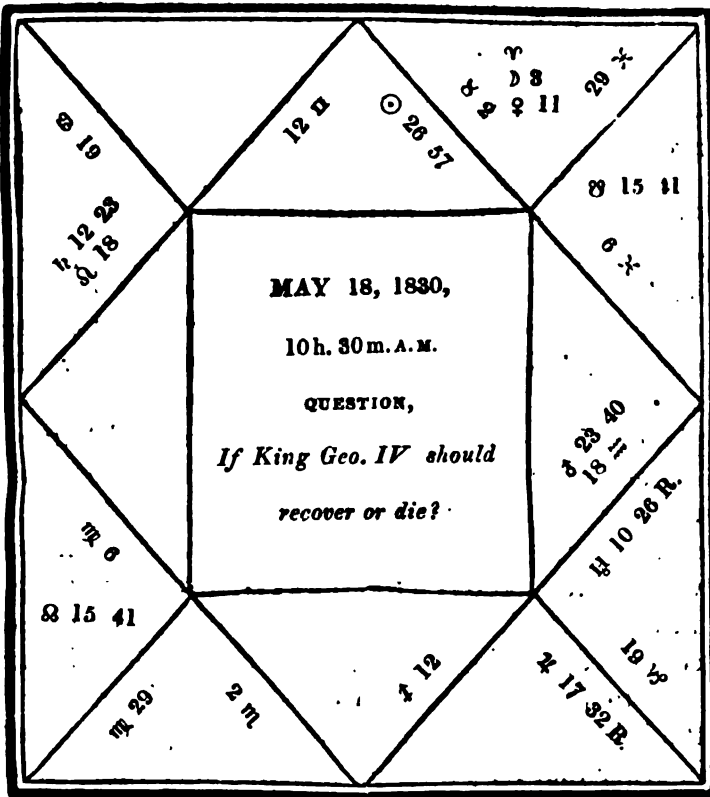 ♈
☽ 3
♉ 2 ♀ 11
29 ♓
12 ♊
☉ 26 57
♋ 19
☋ 15 41
♄ 12 23
♌ 18
6 ♓
MAY 18, 1830,
10h. 30m. A.M.
QUESTION,
If King Geo. IV should
recover or die?
♂ 23 40
18 ♒
♅ 10 26 R.
♍ 6
☊ 15 41
19 ♑
♐ 12
♃ 17 32 R.
♍ 29
2 ♏